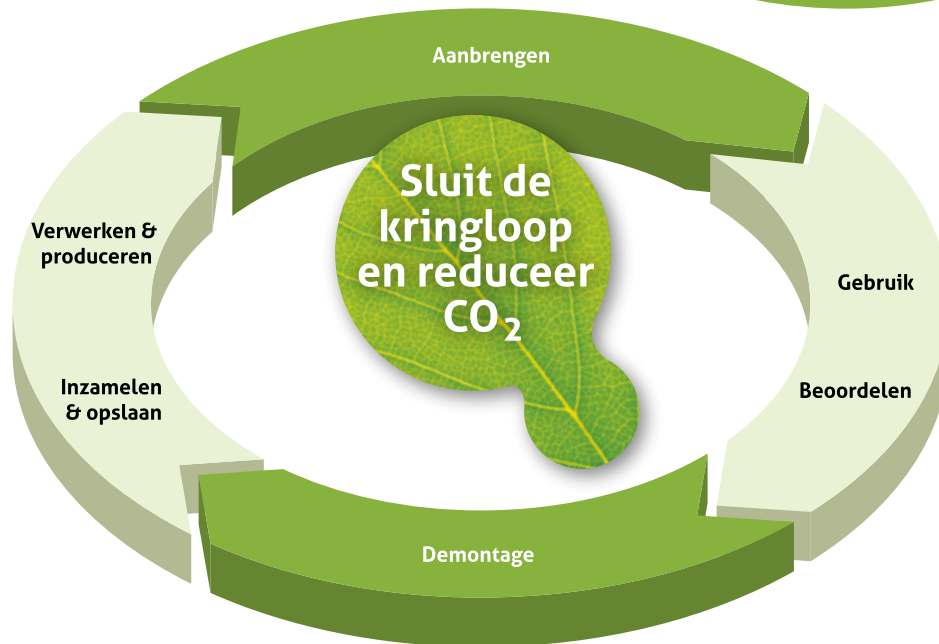 Aanbrengen
Sluit de
kringloop
en reduceer
CO₂
Verwerken &
produceren
Gebruik
Inzamelen
& opslaan
Beoordelen
Demontage